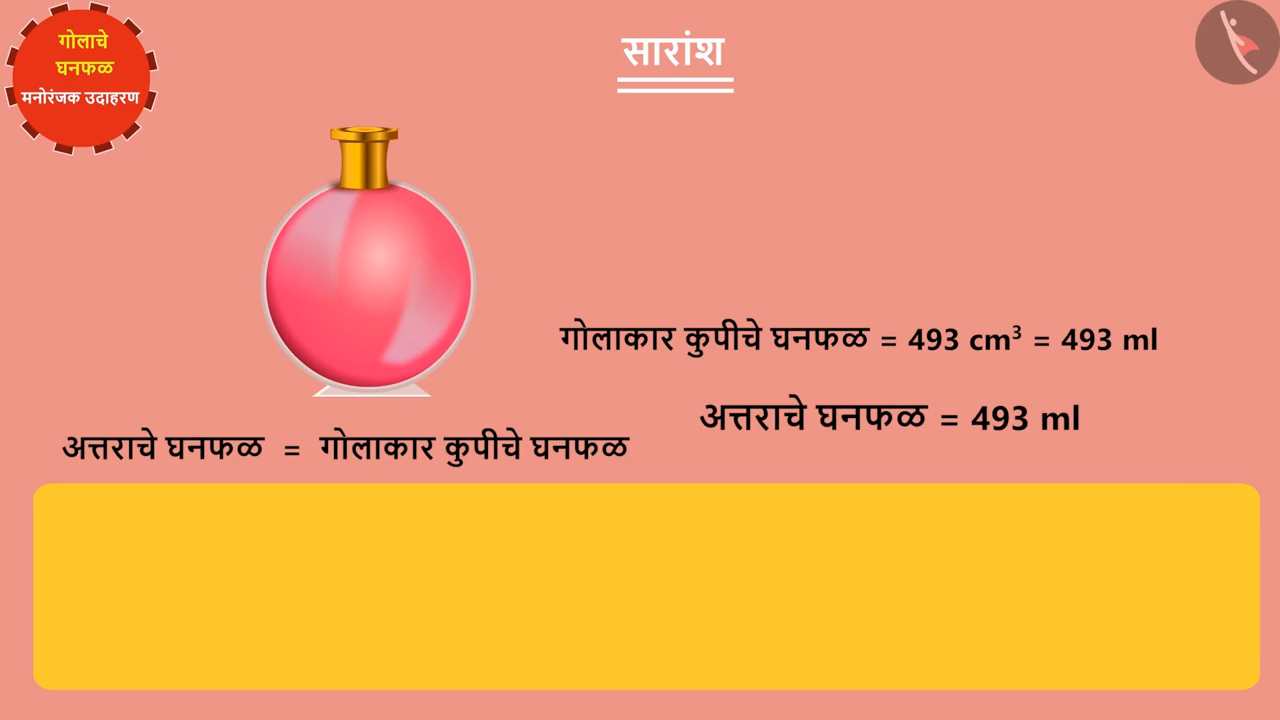 गोलाचे
घनफळ
मनोरंजक उदाहरण
सारांश
गोलाकार कुपीचे घनफळ = 493 cm³ = 493 ml
अत्तराचे घनफळ = 493 ml
अत्तराचे घनफळ = गोलाकार कुपीचे घनफळ